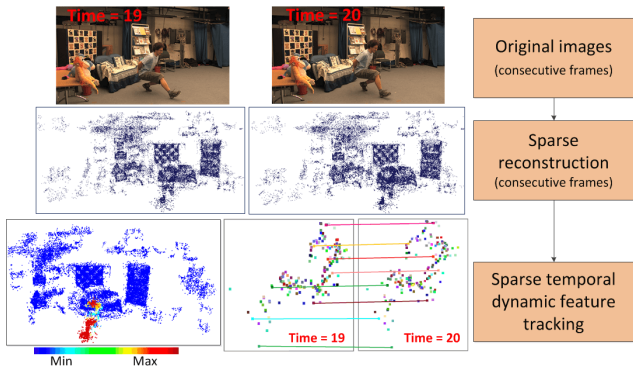 Time = 19
Time = 20
Original images
(consecutive frames)
Sparse
reconstruction
(consecutive frames)
Sparse temporal
dynamic feature
tracking
Time = 19
Time = 20
Min
Max